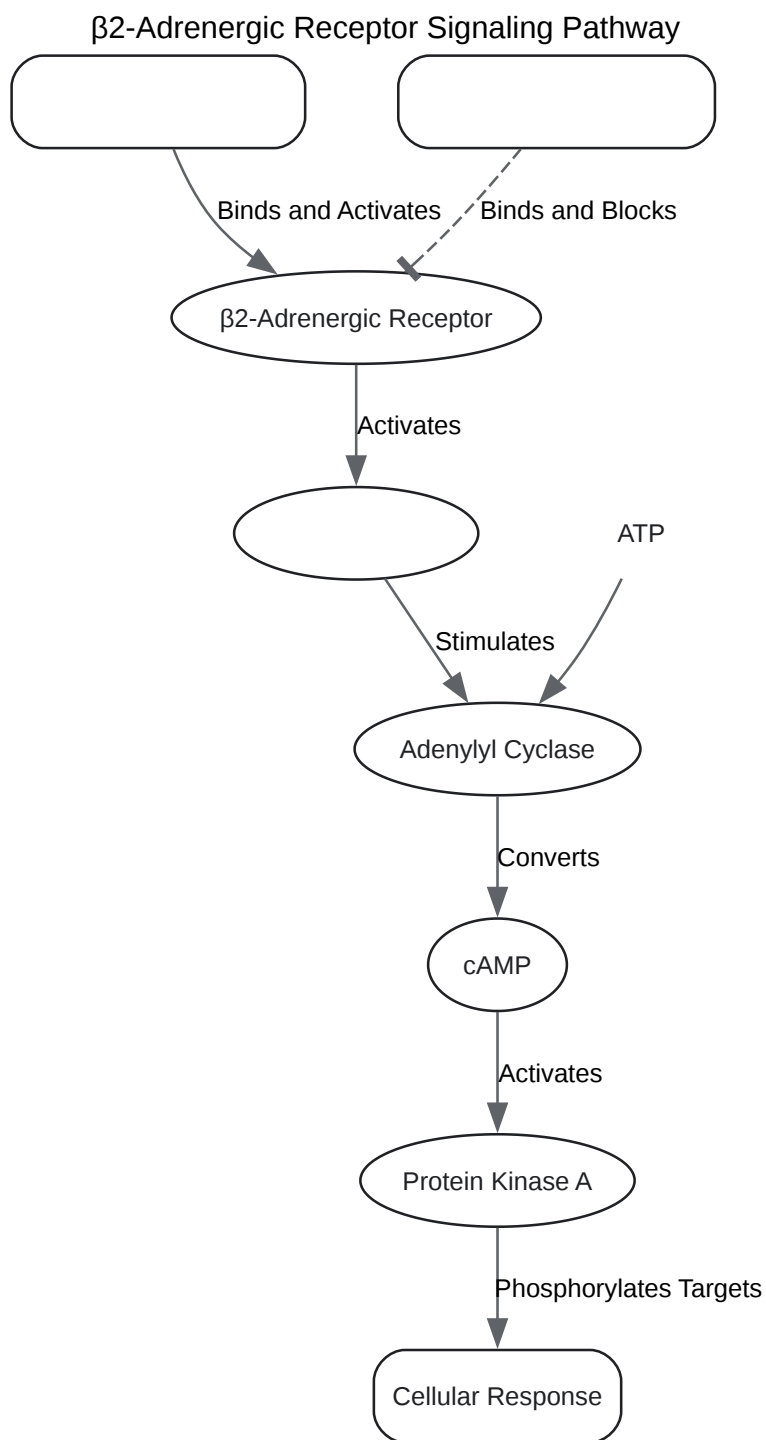 β2-Adrenergic Receptor Signaling Pathway
Binds and Activates
Binds and Blocks
β2-Adrenergic Receptor
Activates
ATP
Stimulates
Adenylyl Cyclase
Converts
cAMP
Activates
Protein Kinase A
Phosphorylates Targets
Cellular Response